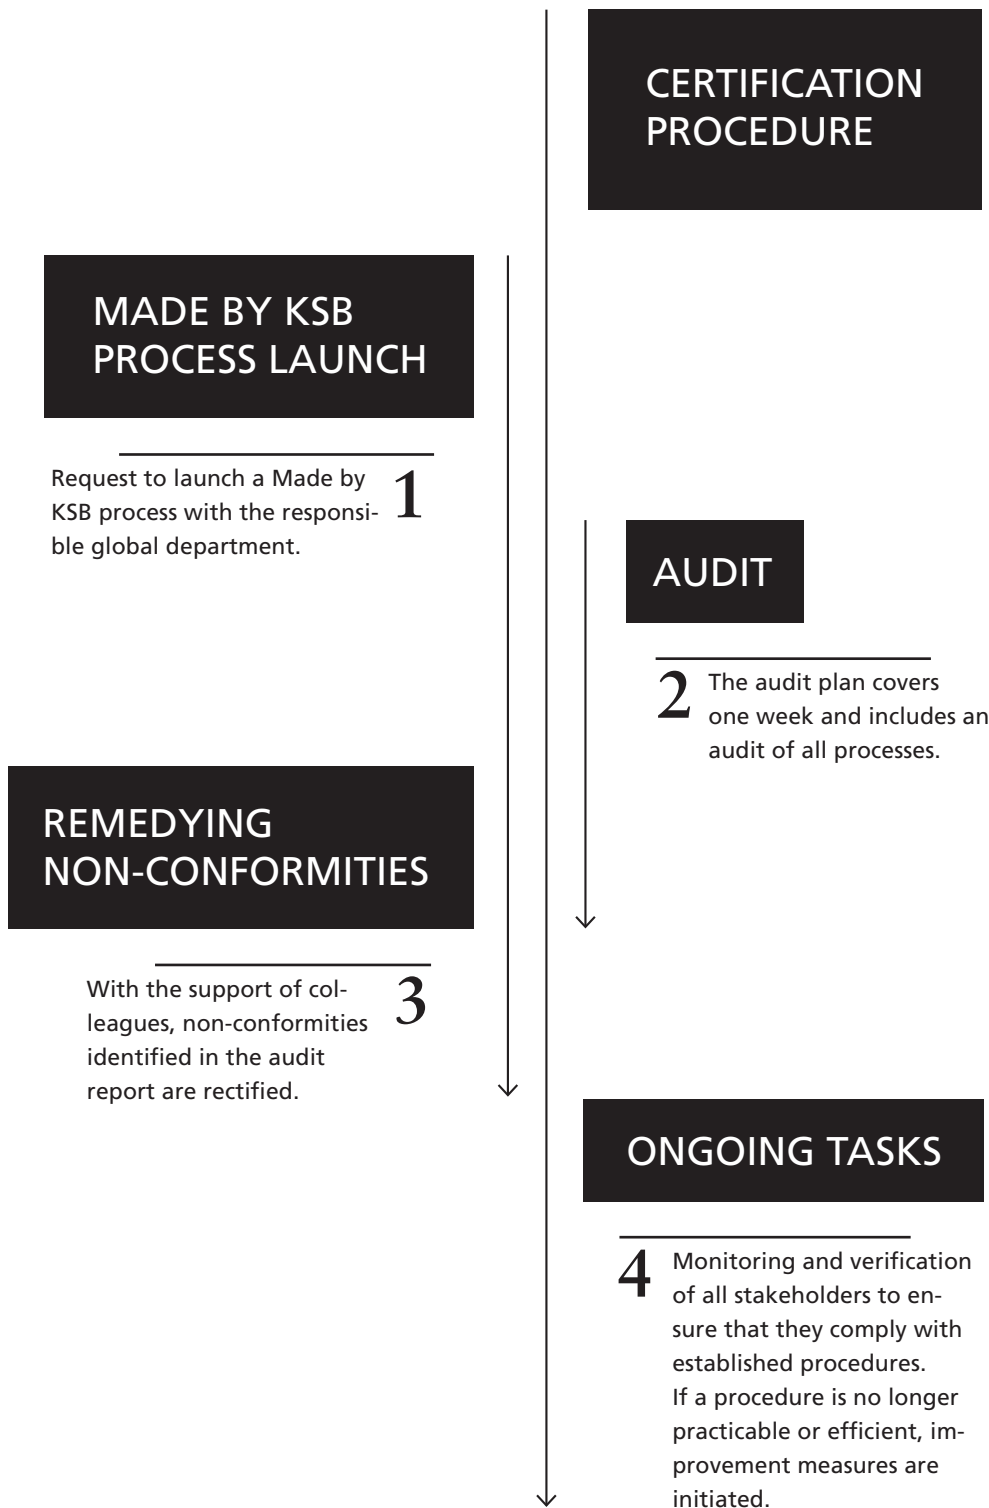 CERTIFICATION
PROCEDURE
MADE BY KSB
PROCESS LAUNCH
1
Request to launch a Made by
KSB process with the responsi-
ble global department.
AUDIT
2
The audit plan covers
one week and includes an
audit of all processes.
REMEDYING
NON-CONFORMITIES
3
With the support of col-
leagues, non-conformities
identified in the audit
report are rectified.
ONGOING TASKS
4
Monitoring and verification
of all stakeholders to en-
sure that they comply with
established procedures.
If a procedure is no longer
practicable or efficient, im-
provement measures are
initiated.